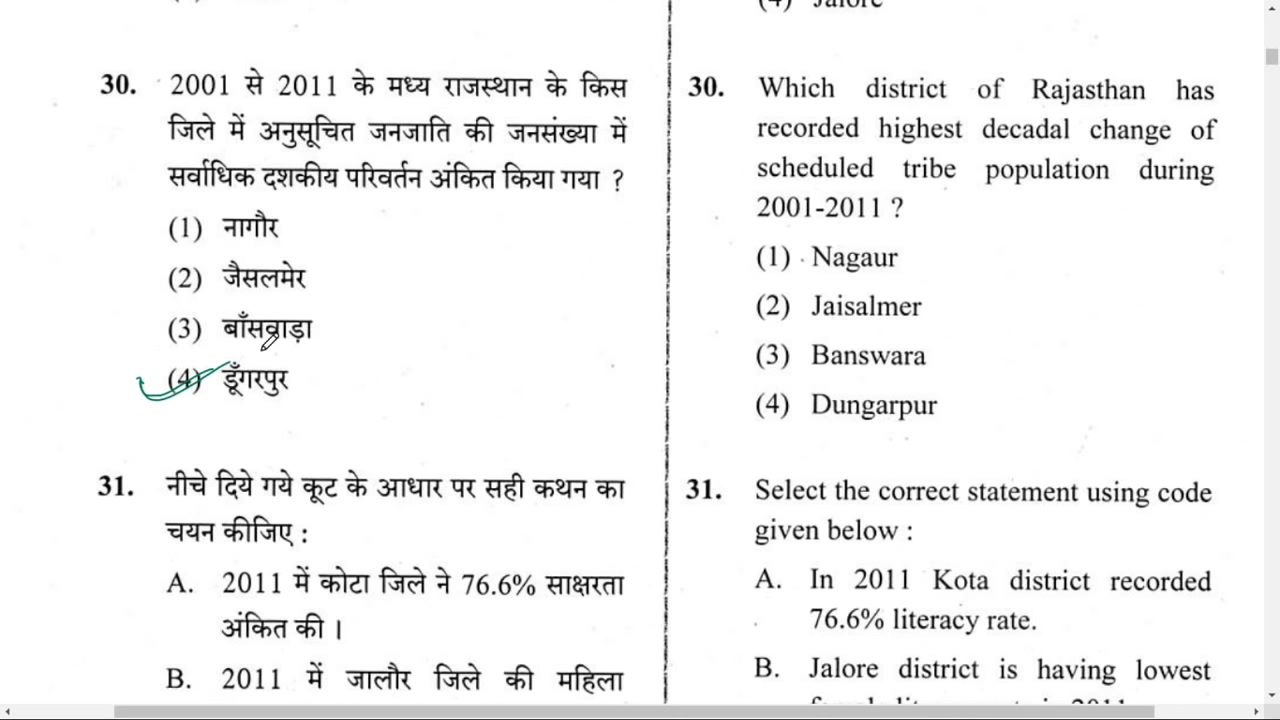 30. 2001 से 2011 के मध्य राजस्थान के किस
जिले में अनुसूचित जनजाति की जनसंख्या में
सर्वाधिक दशकीय परिवर्तन अंकित किया गया ?
(1) नागौर
(2) जैसलमेर
(3) बाँसवाड़ा
(4) डूँगरपुर
31. नीचे दिये गये कूट के आधार पर सही कथन का
चयन कीजिए :
A. 2011 में कोटा जिले ने 76.6% साक्षरता
अंकित की ।
B. 2011 में जालौर जिले की महिला
(4) Jalore
30. Which district of Rajasthan has
recorded highest decadal change of
scheduled tribe population during
2001-2011 ?
(1) Nagaur
(2) Jaisalmer
(3) Banswara
(4) Dungarpur
31. Select the correct statement using code
given below :
A. In 2011 Kota district recorded
76.6% literacy rate.
B. Jalore district is having lowest